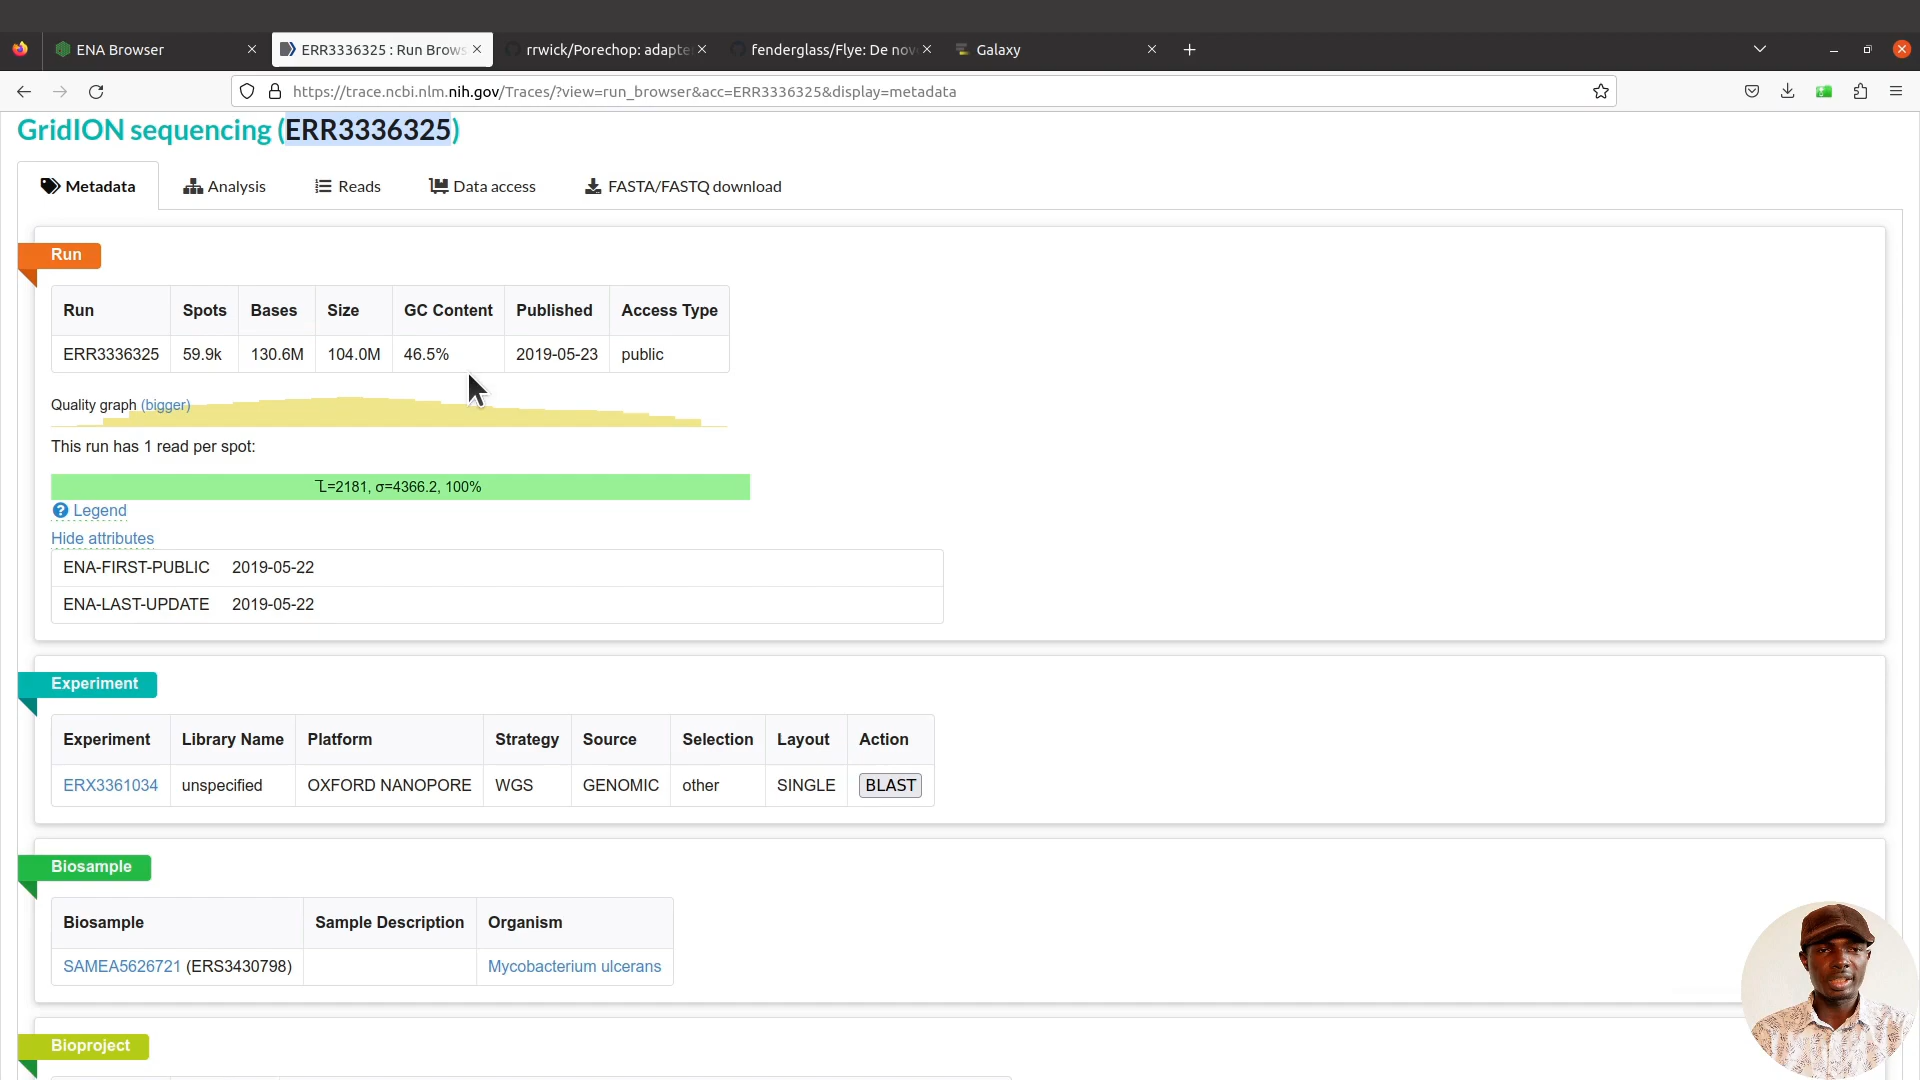 ENA Browser
ERR3336325 : Run Brows
rrwick/Porechop: adapte
fenderglass/Flye: De nov
Galaxy
https://trace.ncbi.nlm.nih.gov/Traces/?view=run_browser&acc=ERR3336325&display=metadata
GridION sequencing (ERR3336325)
Metadata Analysis Reads Data access FASTA/FASTQ download
Run
Run Spots Bases Size GC Content Published Access Type
ERR3336325 59.9k 130.6M 104.0M 46.5% 2019-05-23 public
Quality graph (bigger)
This run has 1 read per spot:
L̅=2181, σ=4366.2, 100%
Legend
Hide attributes
ENA-FIRST-PUBLIC 2019-05-22
ENA-LAST-UPDATE 2019-05-22
Experiment
Experiment Library Name Platform Strategy Source Selection Layout Action
ERX3361034 unspecified OXFORD NANOPORE WGS GENOMIC other SINGLE BLAST
Biosample
Biosample Sample Description Organism
SAMEA5626721 (ERS3430798) Mycobacterium ulcerans
Bioproject